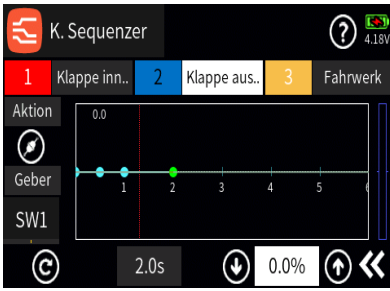 K. Sequenzer
?
4.18V
1 Klappe inn.. 2 Klappe aus.. 3 Fahrwerk
Aktion
0.0
Geber
1 2 3 4 5 6
SW1
2.0s 0.0%